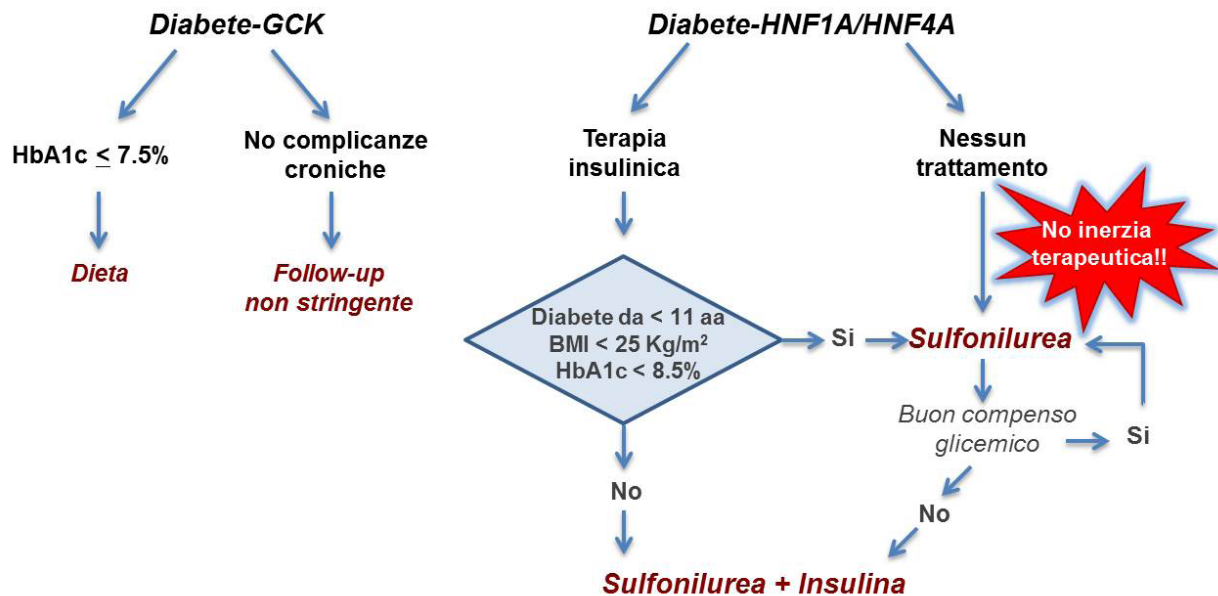 Diabete-GCK
Diabete-HNF1A/HNF4A
HbA1c ≤ 7.5%
No complicanze
croniche
Terapia
insulinica
Nessun
trattamento
No inerzia
terapeutica!!
Dieta
Follow-up
non stringente
Diabete da < 11 aa
BMI < 25 Kg/m²
HbA1c < 8.5%
Si
Sulfonilurea
Buon compenso
glicemico
Si
No
No
Sulfonilurea + Insulina